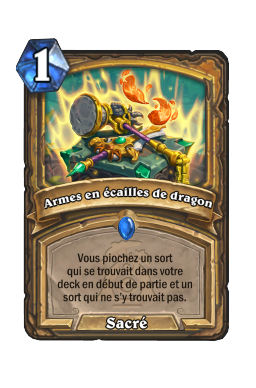 1
Armes en écailles de dragon
Vous piochez un sort
qui se trouvait dans votre
deck en début de partie et un
sort qui ne s'y trouvait pas.
Sacré